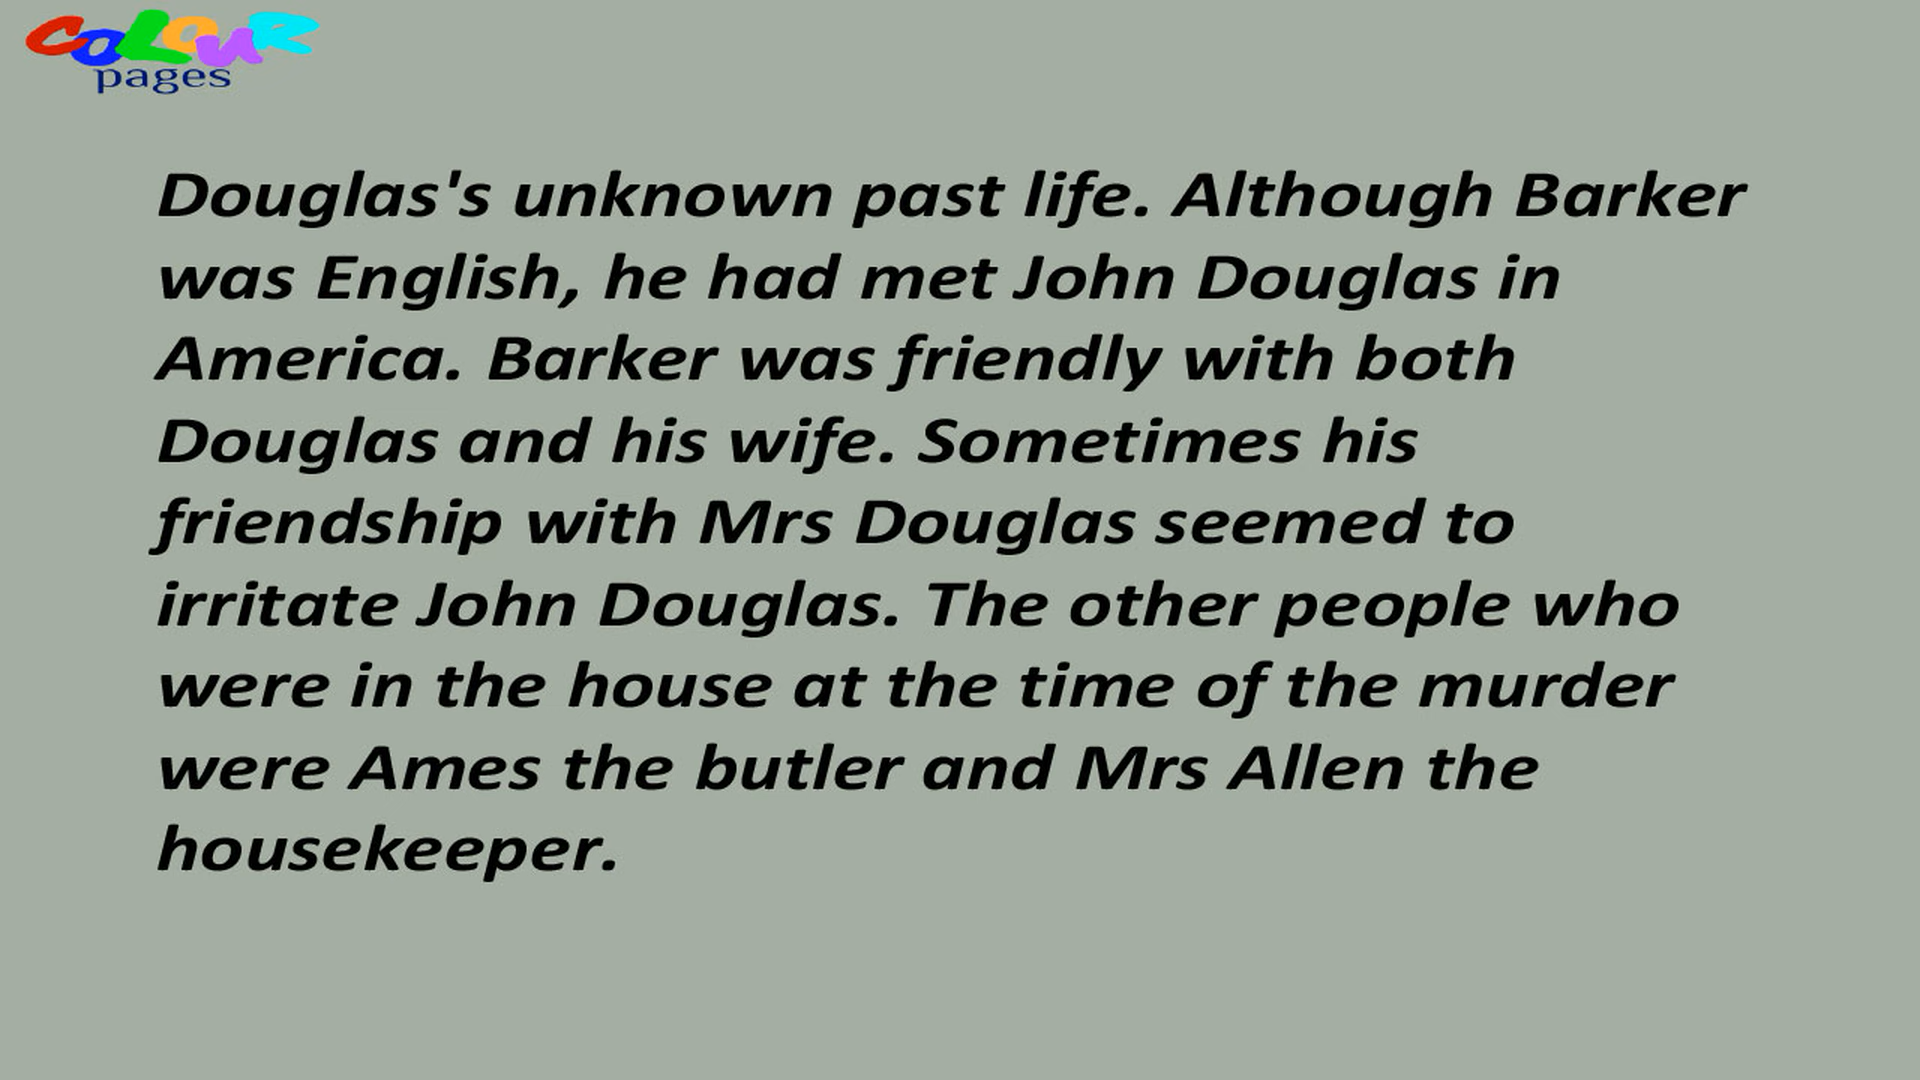 COLOUR
pages
Douglas's unknown past life. Although Barker
was English, he had met John Douglas in
America. Barker was friendly with both
Douglas and his wife. Sometimes his
friendship with Mrs Douglas seemed to
irritate John Douglas. The other people who
were in the house at the time of the murder
were Ames the butler and Mrs Allen the
housekeeper.